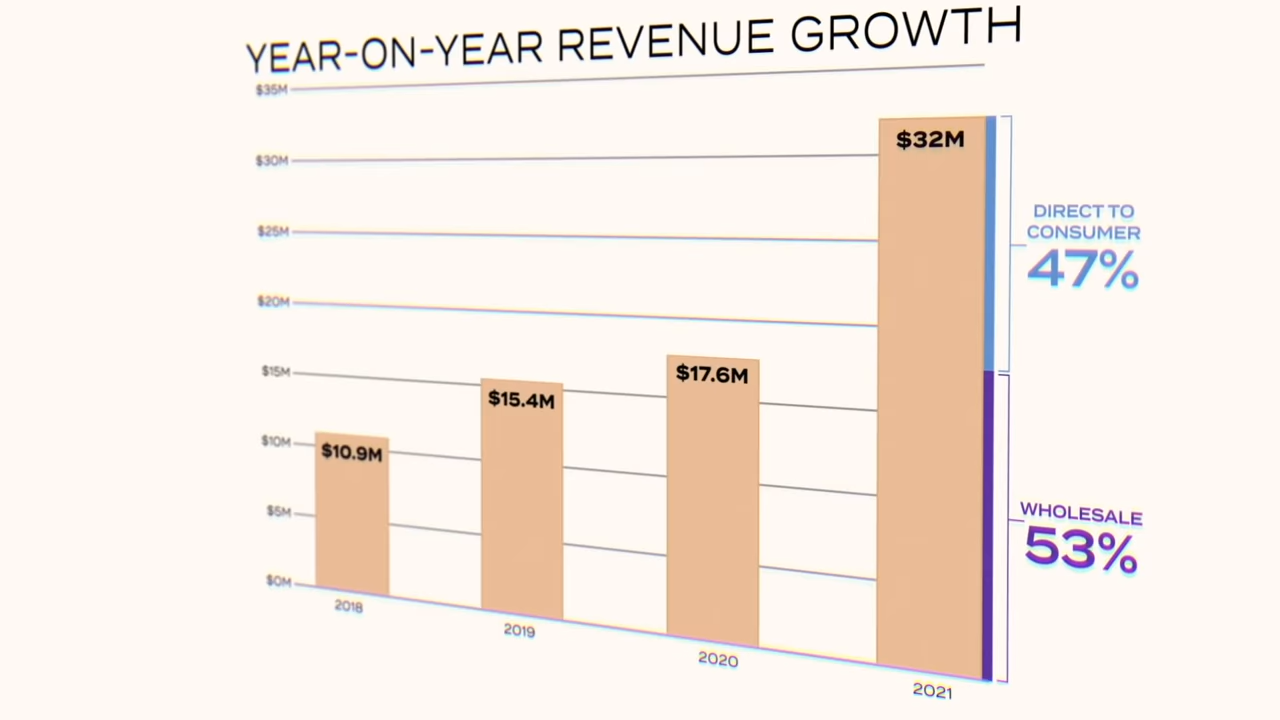 YEAR-ON-YEAR REVENUE GROWTH
$35M
$30M
$25M
$20M
$15M
$10M
$5M
$0M
$10.9M
$15.4M
$17.6M
$32M
2018
2019
2020
2021
DIRECT TO
CONSUMER
47%
WHOLESALE
53%